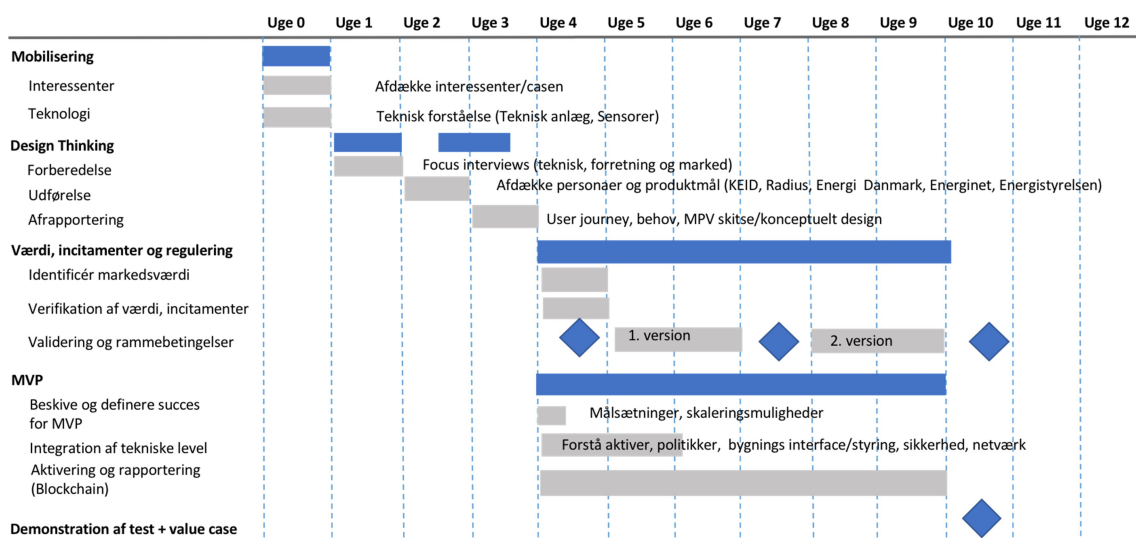 Uge 0 Uge 1 Uge 2 Uge 3 Uge 4 Uge 5 Uge 6 Uge 7 Uge 8 Uge 9 Uge 10 Uge 11 Uge 12
Mobilisering
Interessenter Afdække interessenter/casen
Teknologi Teknisk forståelse (Teknisk anlæg, Sensorer)
Design Thinking
Forberedelse Focus interviews (teknisk, forretning og marked)
Udførelse Afdække personaer og produktmål (KEID, Radius, Energi Danmark, Energinet, Energistyrelsen)
Afrapportering User journey, behov, MPV skitse/konceptuelt design
Værdi, incitamenter og regulering
Identificér markedsværdi
Verifikation af værdi, incitamenter
Validering og rammebetingelser 1. version 2. version
MVP
Beskive og definere succes
for MVP Målsætninger, skaleringsmuligheder
Integration af tekniske level Forstå aktiver, politikker, bygnings interface/styring, sikkerhed, netværk
Aktivering og rapportering
(Blockchain)
Demonstration af test + value case